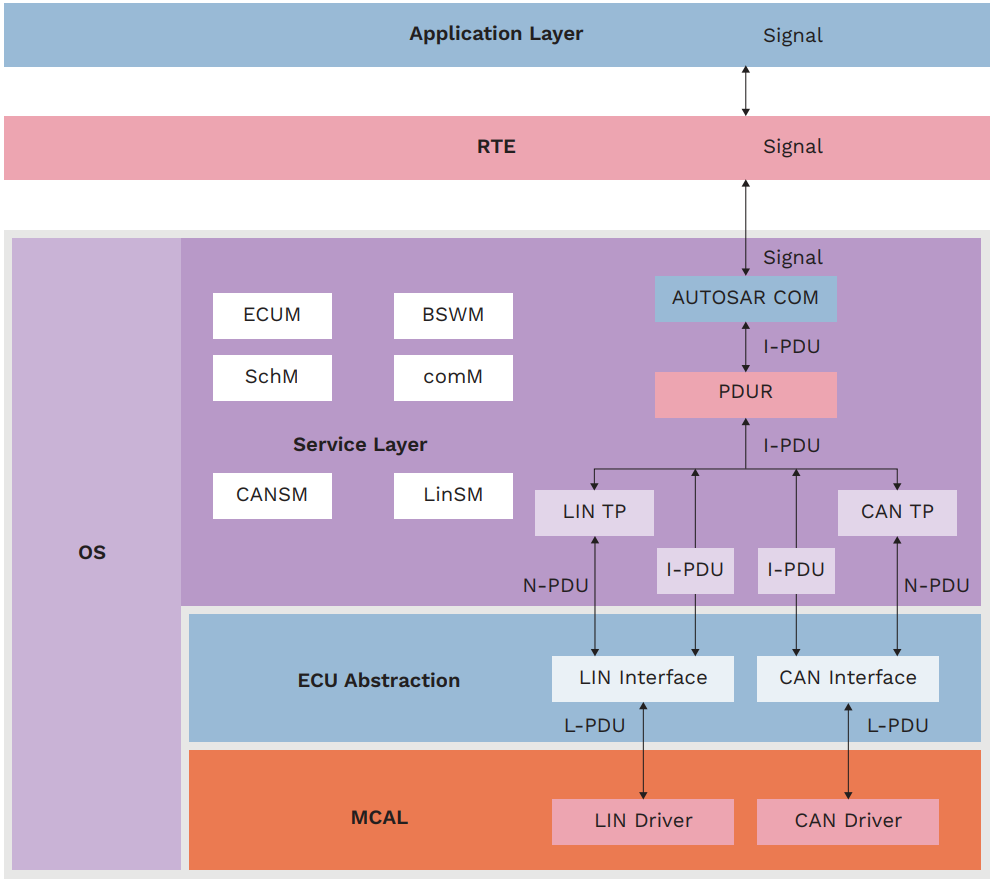 Application Layer
Signal
RTE
Signal
Signal
AUTOSAR COM
I-PDU
PDUR
I-PDU
ECUM
BSWM
SchM
comM
Service Layer
CANSM
LinSM
LIN TP
CAN TP
OS
I-PDU
I-PDU
N-PDU
N-PDU
ECU Abstraction
LIN Interface
CAN Interface
L-PDU
L-PDU
MCAL
LIN Driver
CAN Driver